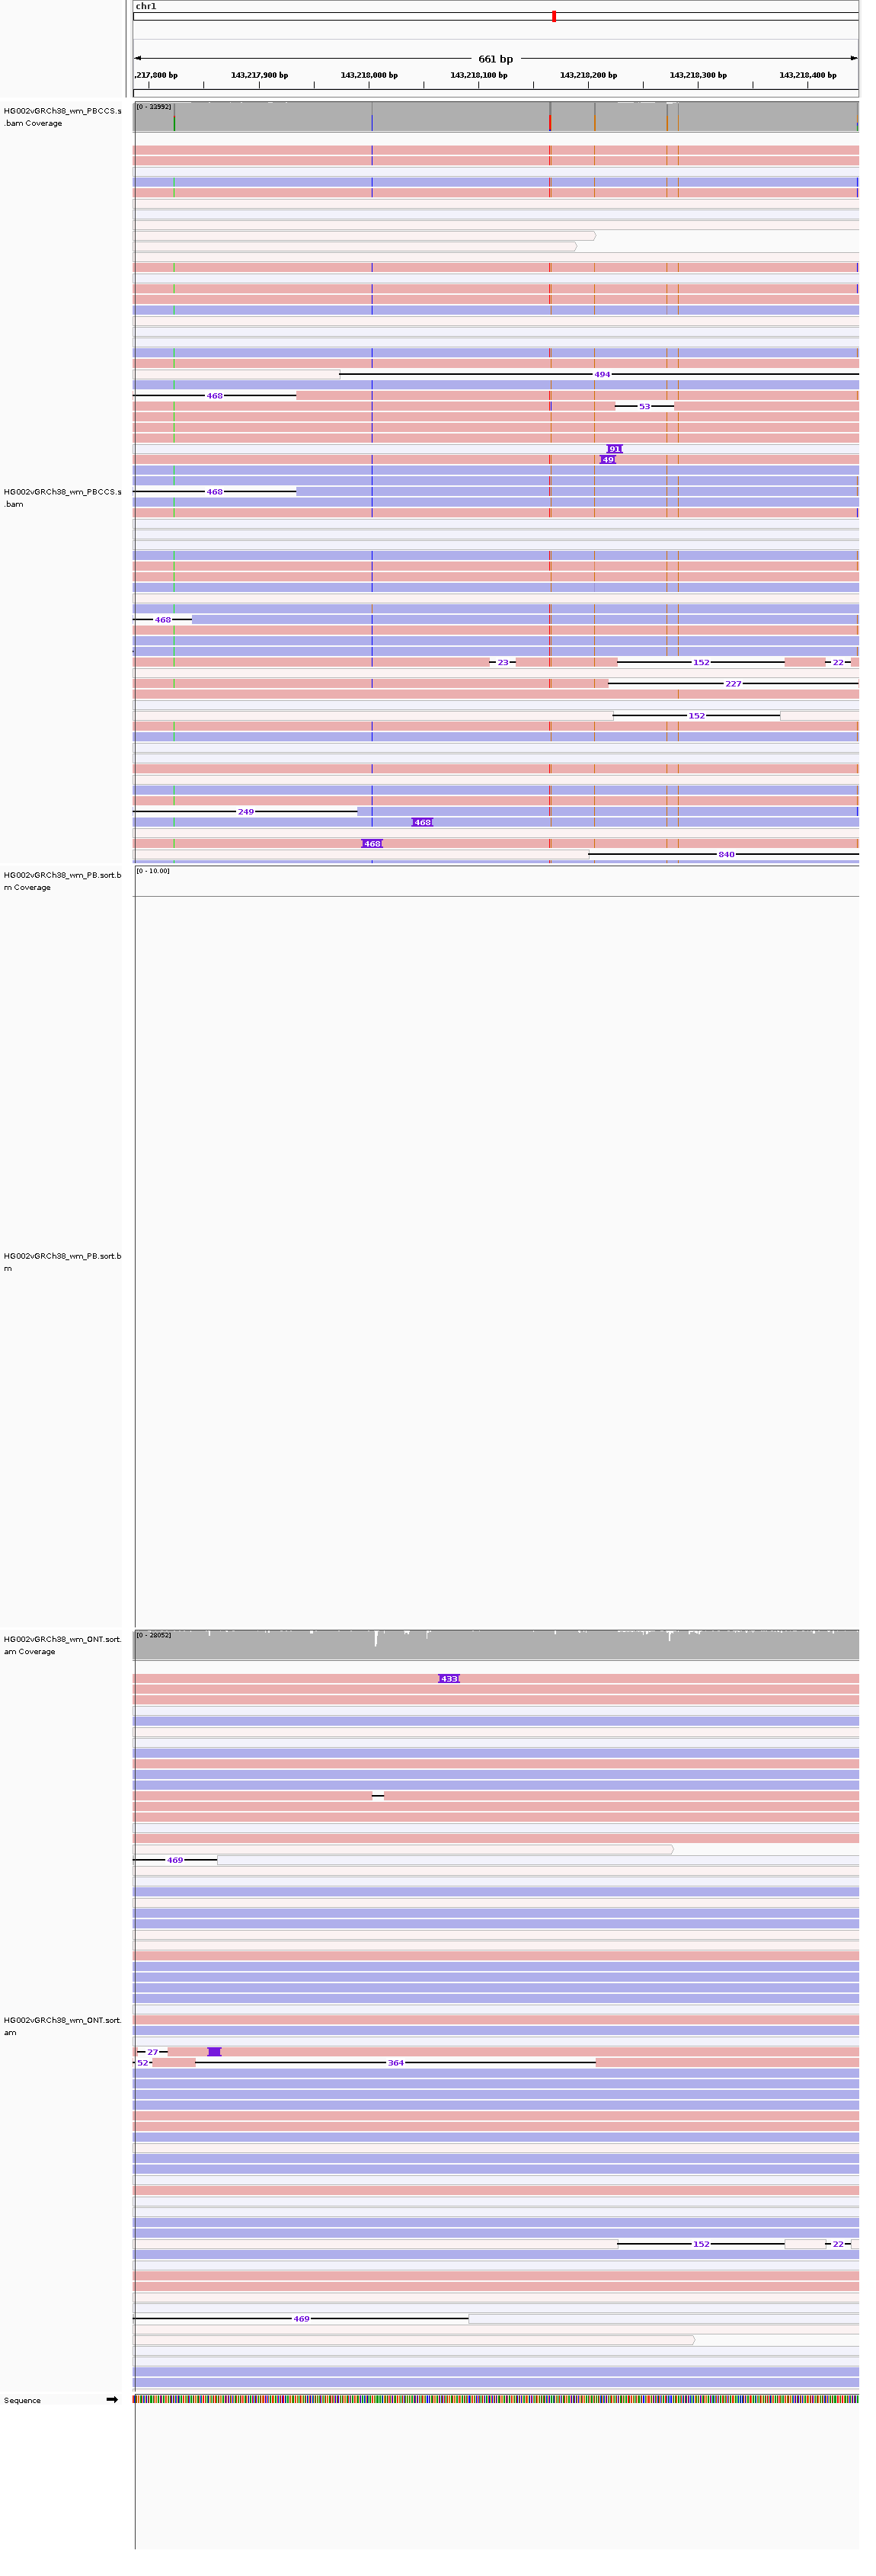 chr1
661 bp
,217,800 bp 143,217,900 bp 143,218,000 bp 143,218,100 bp 143,218,200 bp 143,218,300 bp 143,218,400 bp
HG002vGRCh38_wm_PBCCS.s
.bam Coverage
[0 - 33992]
494
468
53
91
49
HG002vGRCh38_wm_PBCCS.s
.bam
468
468
23 152 22
227
152
249
468
468
840
HG002vGRCh38_wm_PB.sort.b
m Coverage
[0 - 10.00]
HG002vGRCh38_wm_PB.sort.b
m
HG002vGRCh38_wm_ONT.sort.
am Coverage
[0 - 28052]
433
469
HG002vGRCh38_wm_ONT.sort.
am
27
52 364
152 22
469
Sequence